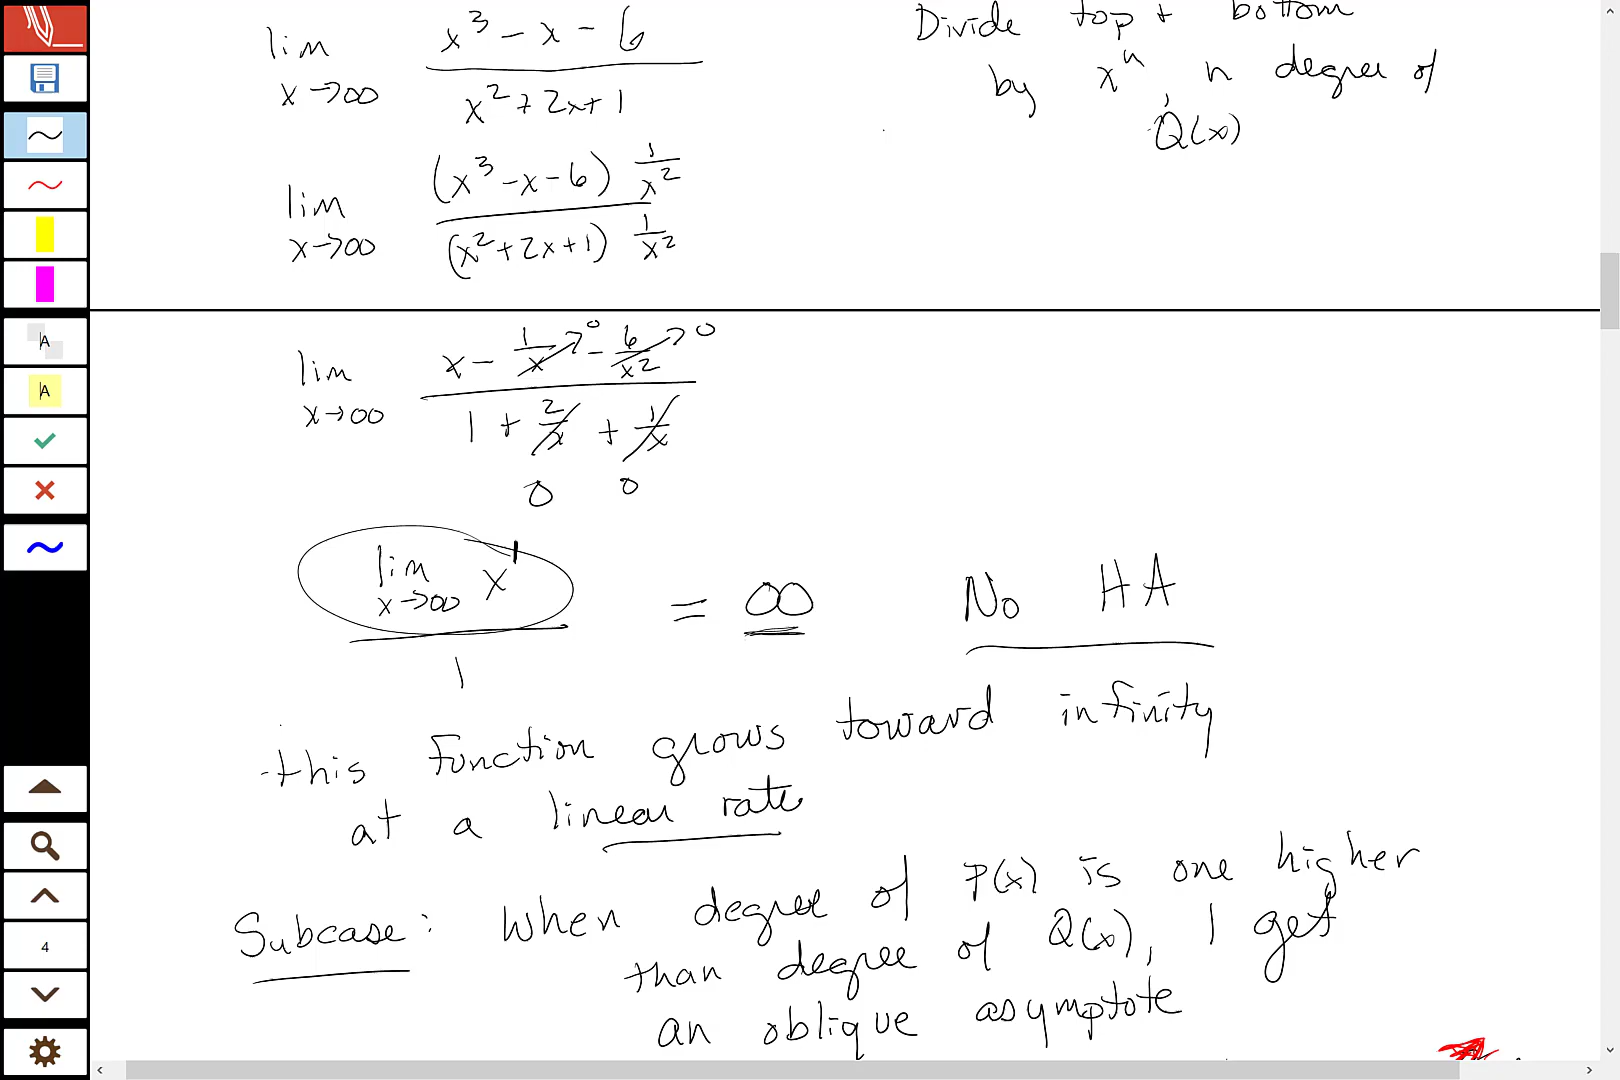 lim x→∞ (x³ - x - 6) / (x² + 2x + 1)
Divide top + bottom
by xⁿ, n degree of
Q(x)
lim x→∞ ((x³ - x - 6) 1/x²) / ((x² + 2x + 1) 1/x²)
lim x→∞ (x - 1/x →0 - 6/x² →0) / (1 + 2/x + 1/x)
0 0
lim x→∞ x¹ / 1 = ∞ No HA
-this function grows toward infinity
at a linear rate
Subcase: When degree of P(x) is one higher
than degree of Q(x), I get
an oblique asymptote
A
A
4